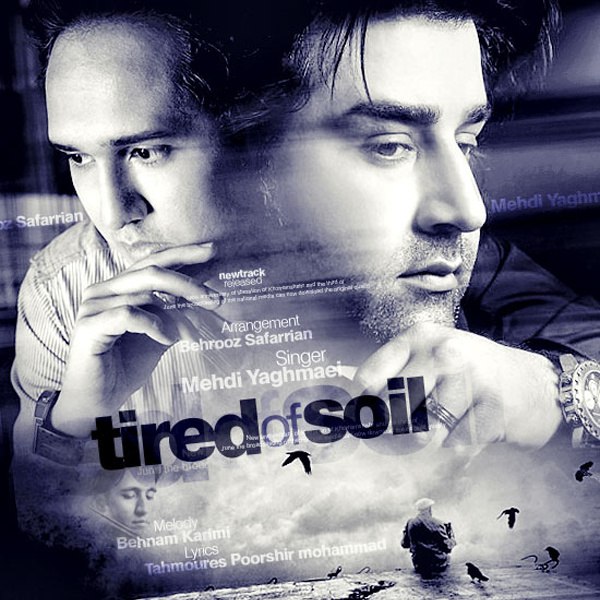 oz Safarrian
Mehdi Yaghm
newtrack
released
Arrangement
Behrooz Safarrian
Singer
Mehdi Yaghmaei
tired of soil
Melody
Behnam Karimi
Lyrics
Tahmoures Poorshir mohammad